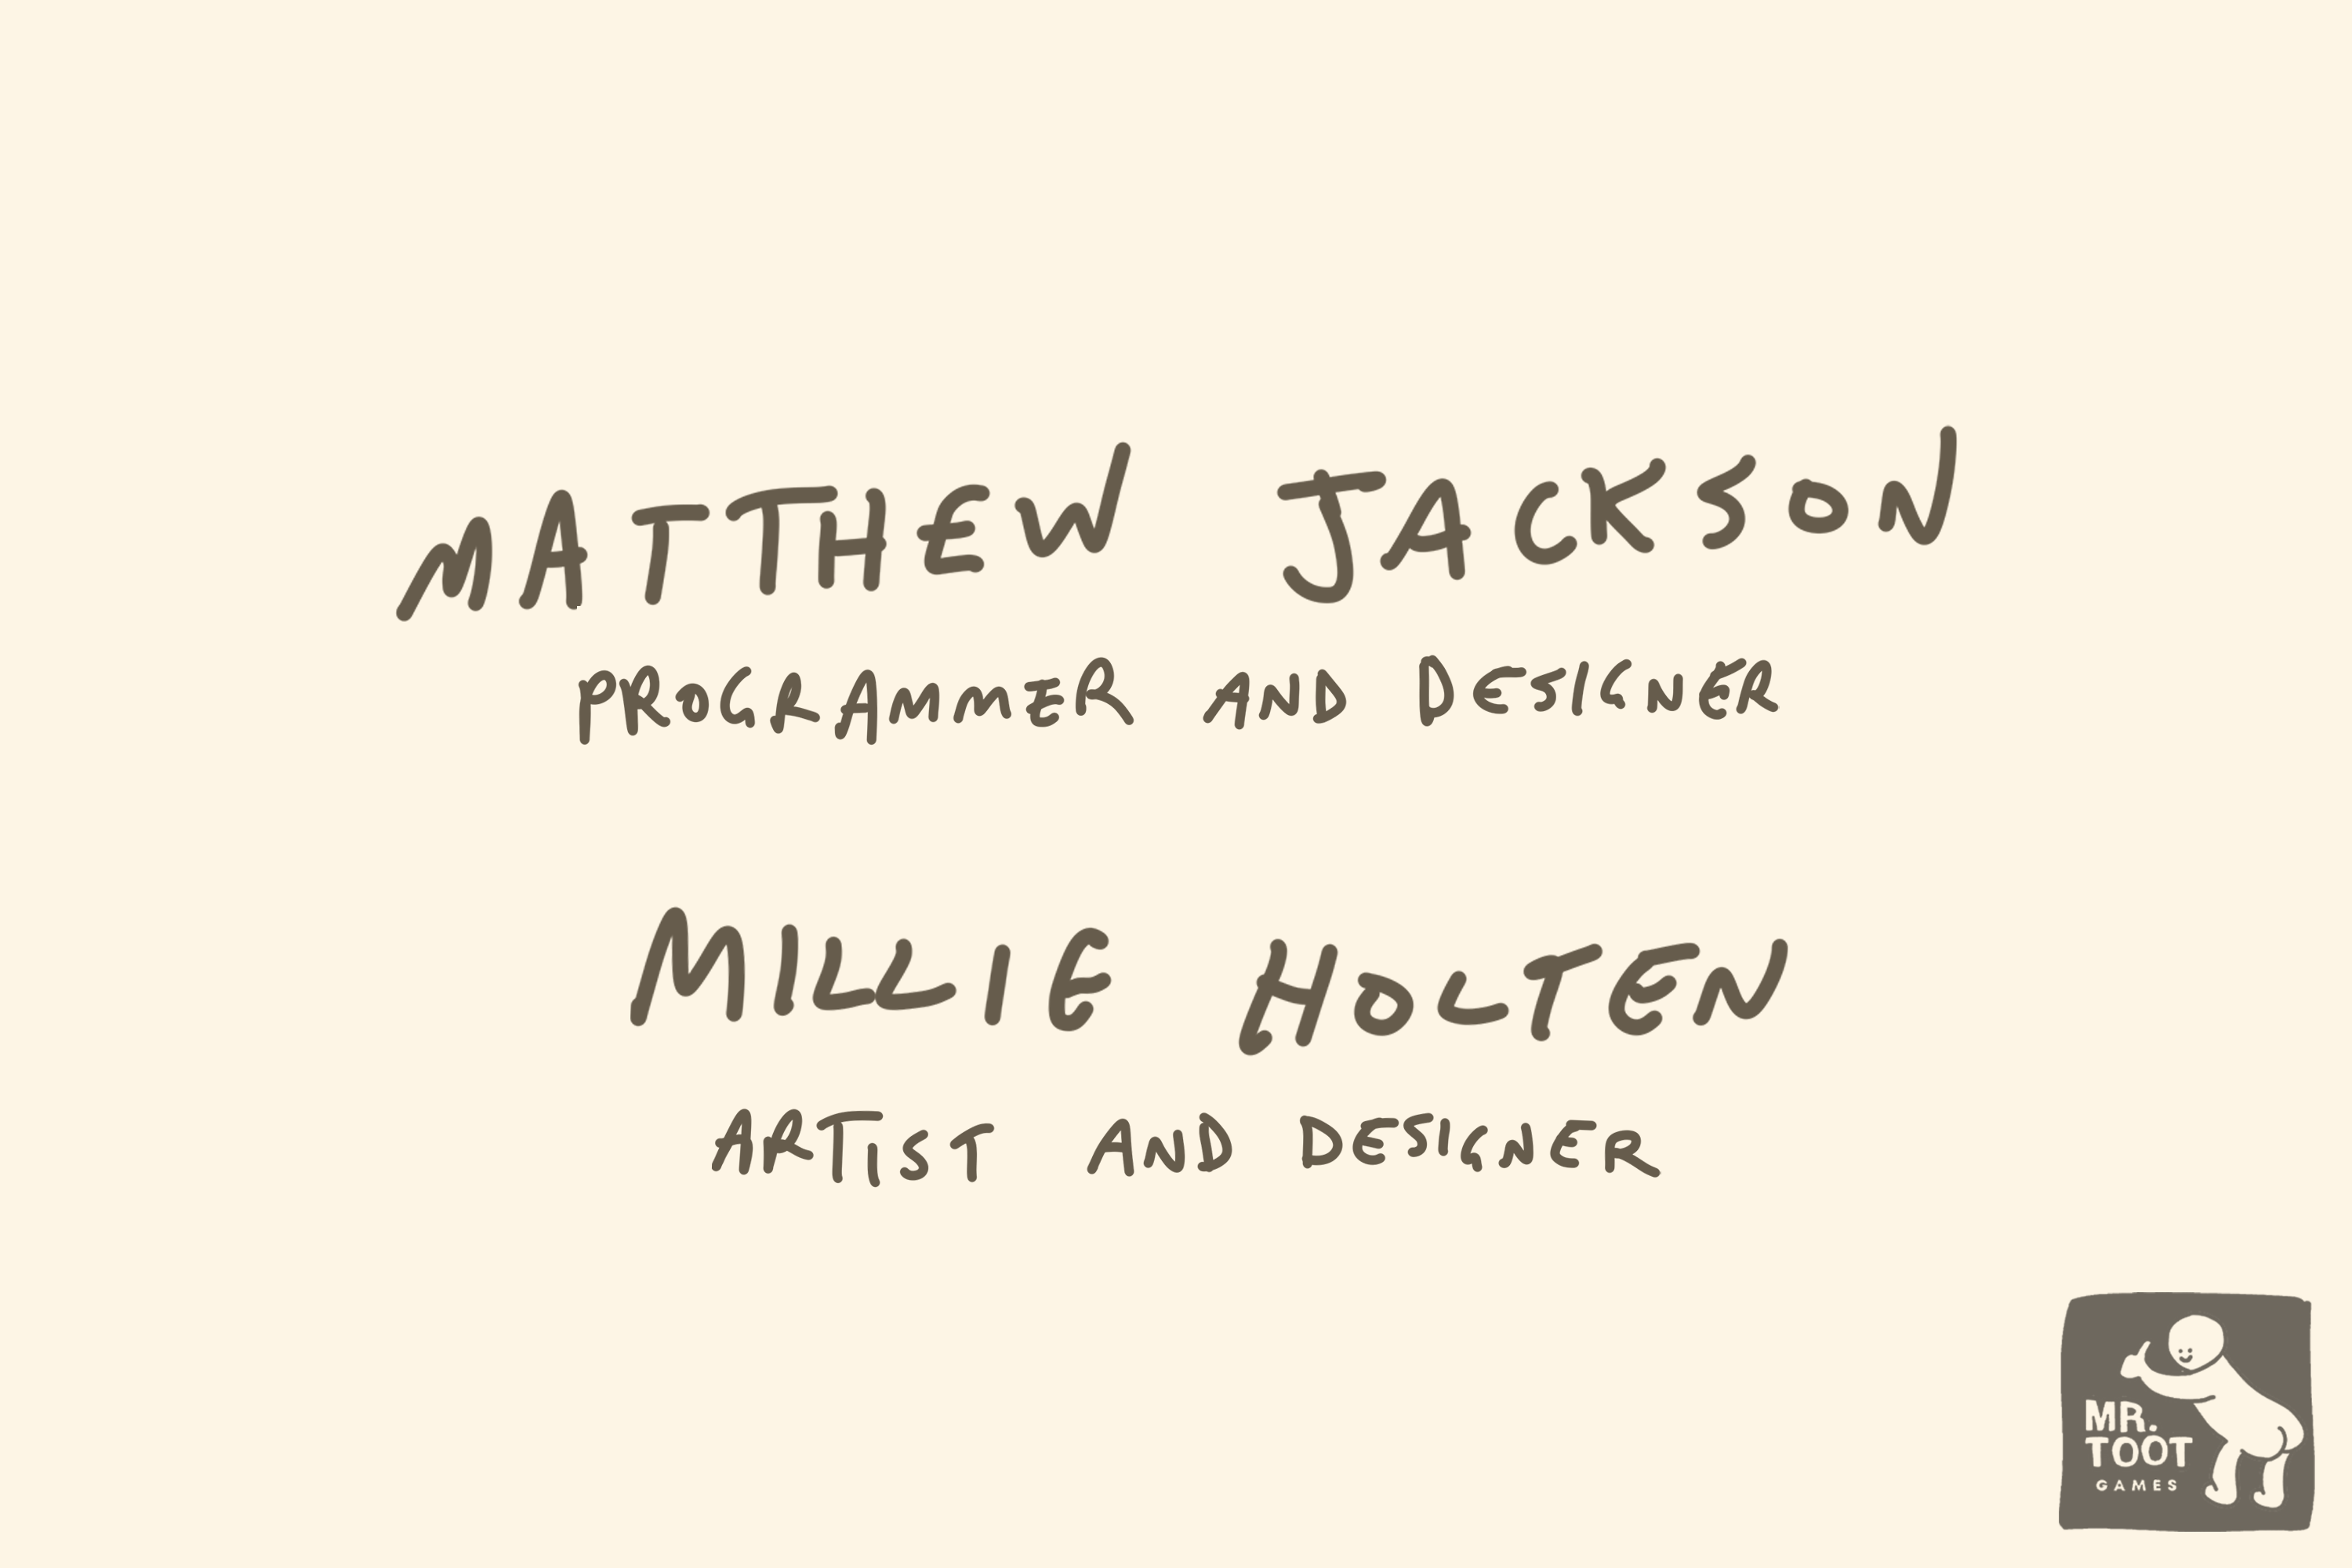 MATTHEW JACKSON
PROGRAMMER AND DESIGNER
MILLIE HOLTEN
ARTIST AND DESIGNER
MR.
TOOT
GAMES